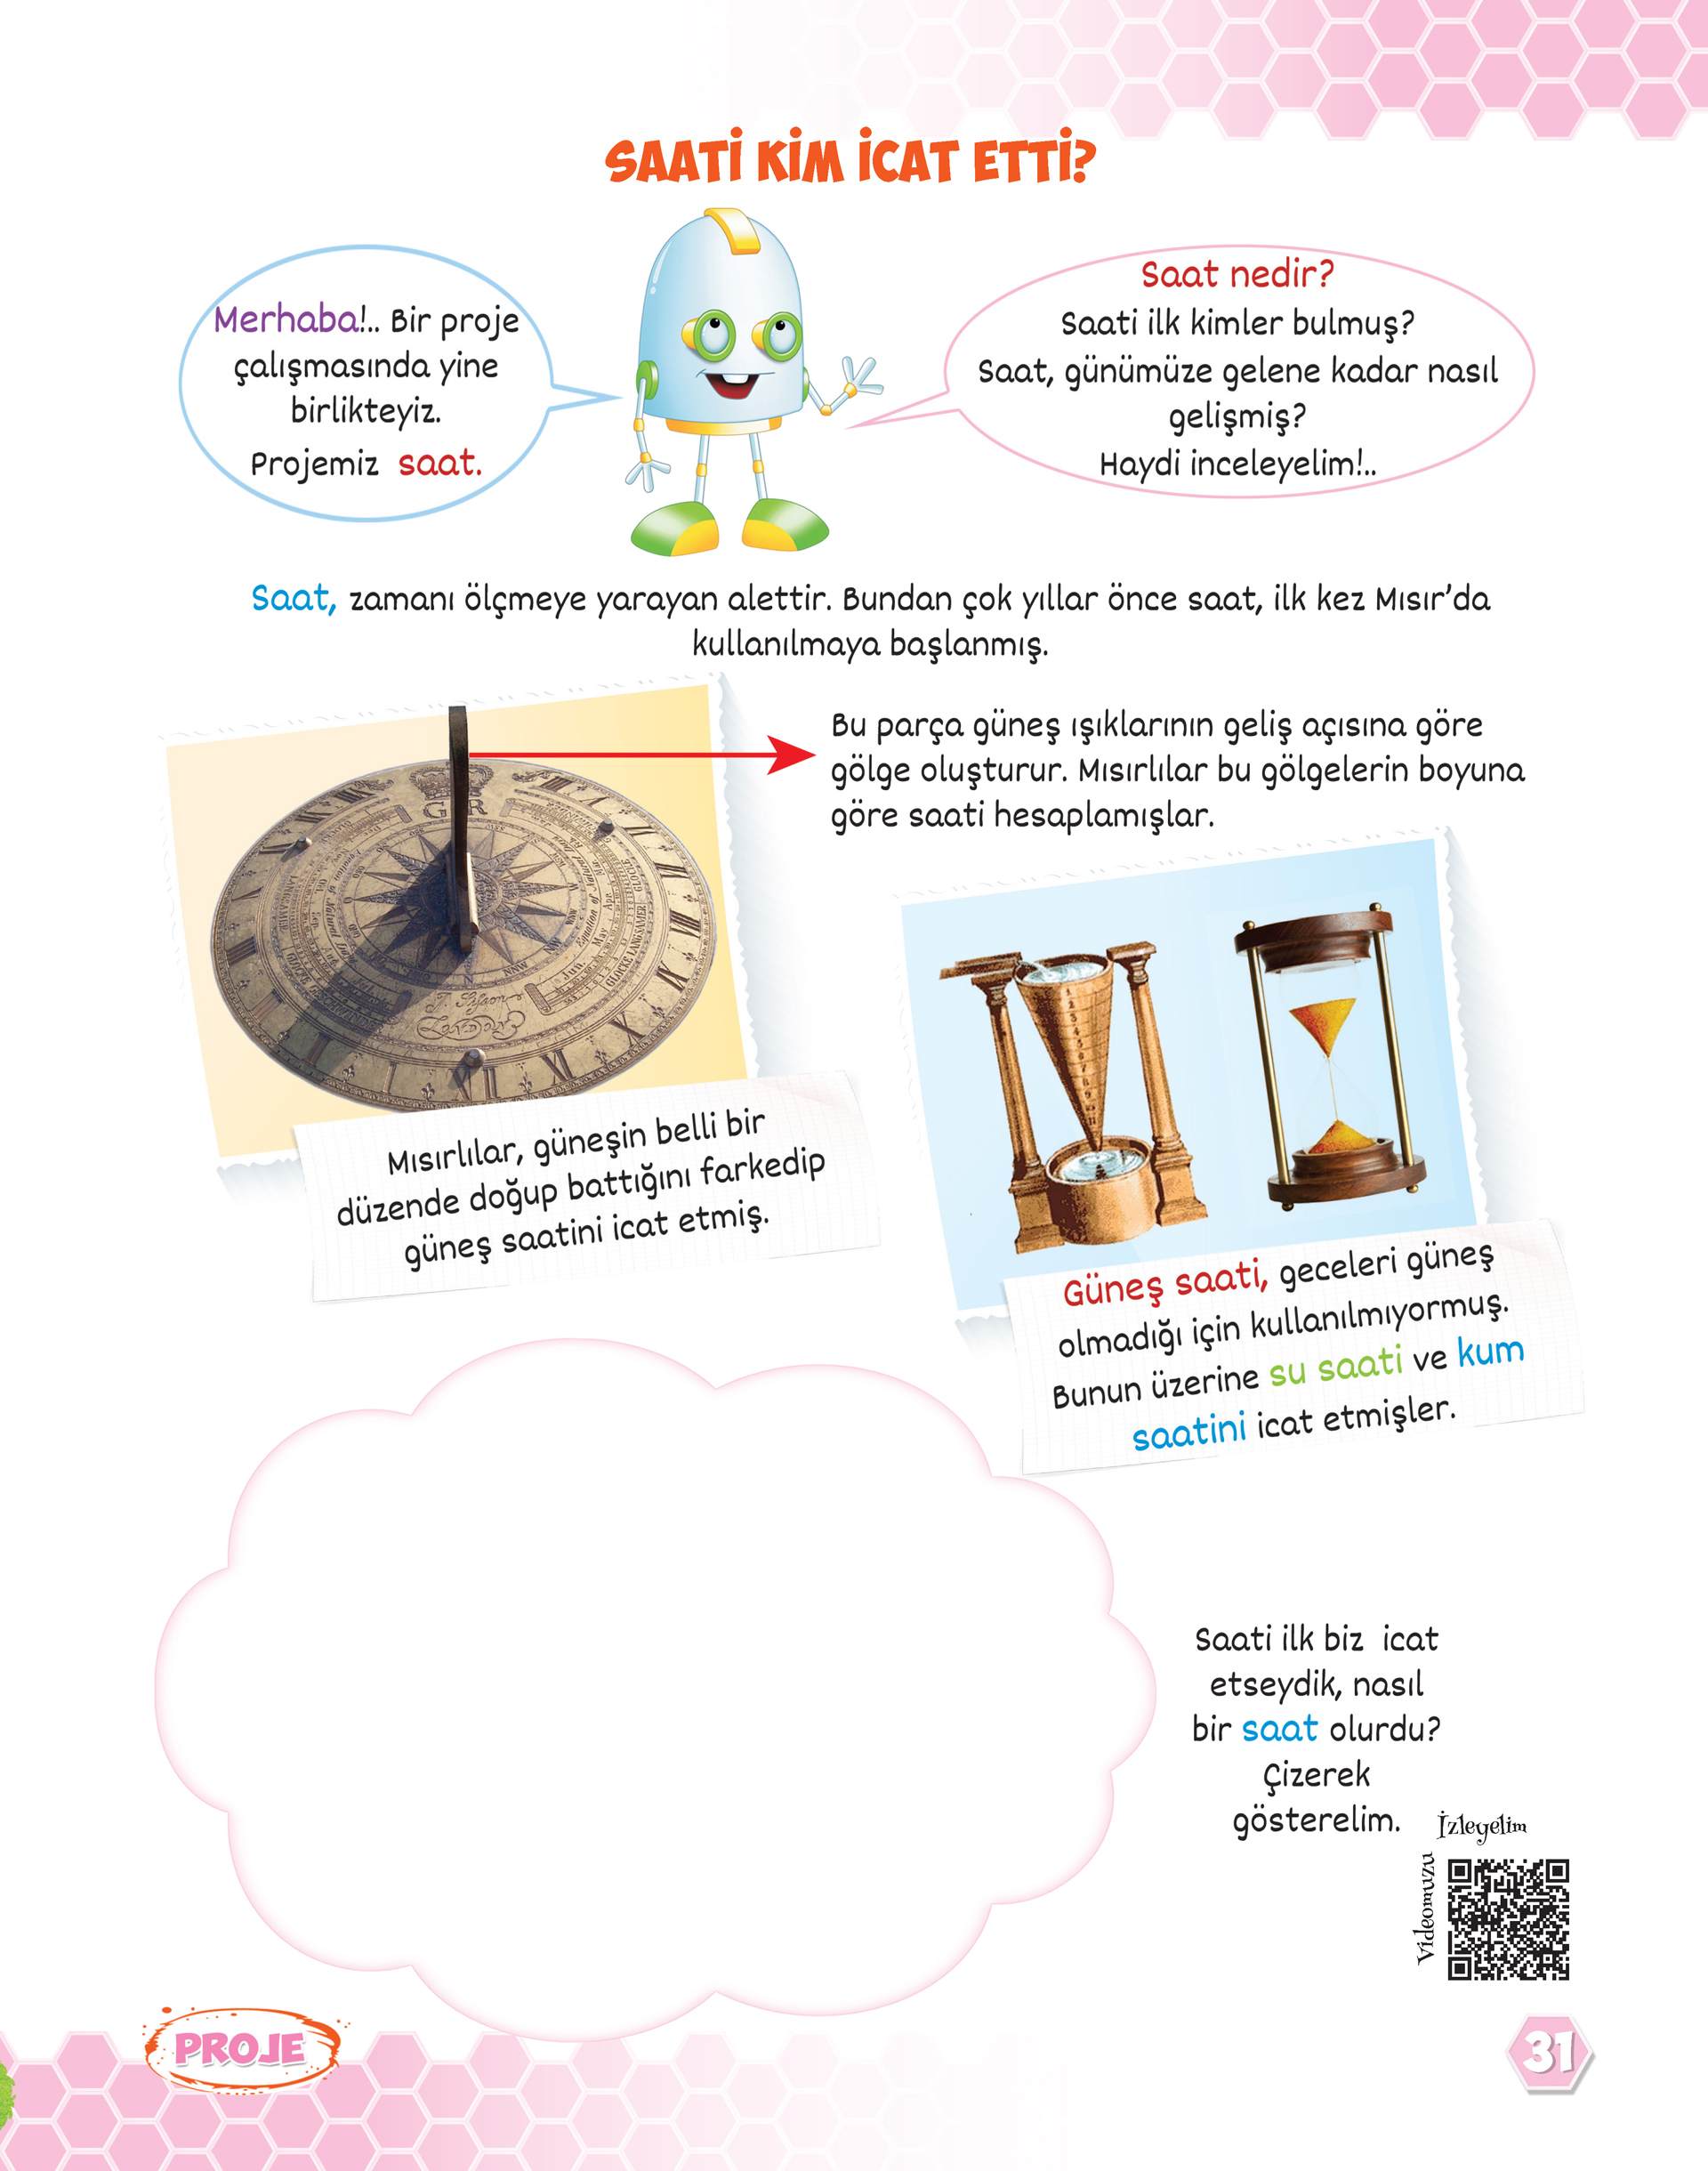 SAATİ KİM İCAT ETTİ?
Merhaba!.. Bir proje
çalışmasında yine
birlikteyiz.
Projemiz saat.
Saat nedir?
Saati ilk kimler bulmuş?
Saat, günümüze gelene kadar nasıl
gelişmiş?
Haydi inceleyelim!..
Saat, zamanı ölçmeye yarayan alettir. Bundan çok yıllar önce saat, ilk kez Mısır'da
kullanılmaya başlanmış.
Bu parça güneş ışıklarının geliş açısına göre
gölge oluşturur. Mısırlılar bu gölgelerin boyuna
göre saati hesaplamışlar.
Mısırlılar, güneşin belli bir
düzende doğup battığını farkedip
güneş saatini icat etmiş.
Güneş saati, geceleri güneş
olmadığı için kullanılmıyormuş.
Bunun üzerine su saati ve kum
saatini icat etmişler.
Saati ilk biz icat
etseydik, nasıl
bir saat olurdu?
Çizerek
gösterelim.
İzleyelim
Videomuzu
PROJE
31